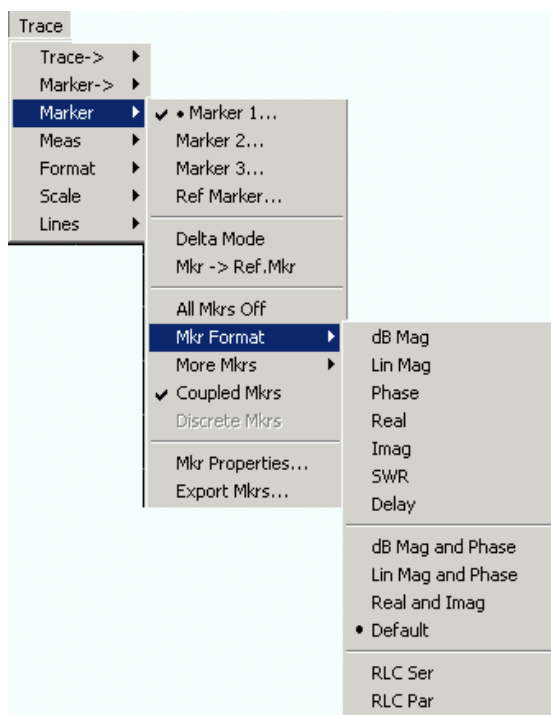 Trace
Trace->
Marker->
Marker
Meas
Format
Scale
Lines
✔ • Marker 1...
Marker 2...
Marker 3...
Ref Marker...
Delta Mode
Mkr -> Ref.Mkr
All Mkrs Off
Mkr Format
More Mkrs
✔ Coupled Mkrs
Discrete Mkrs
Mkr Properties...
Export Mkrs...
dB Mag
Lin Mag
Phase
Real
Imag
SWR
Delay
dB Mag and Phase
Lin Mag and Phase
Real and Imag
• Default
RLC Ser
RLC Par